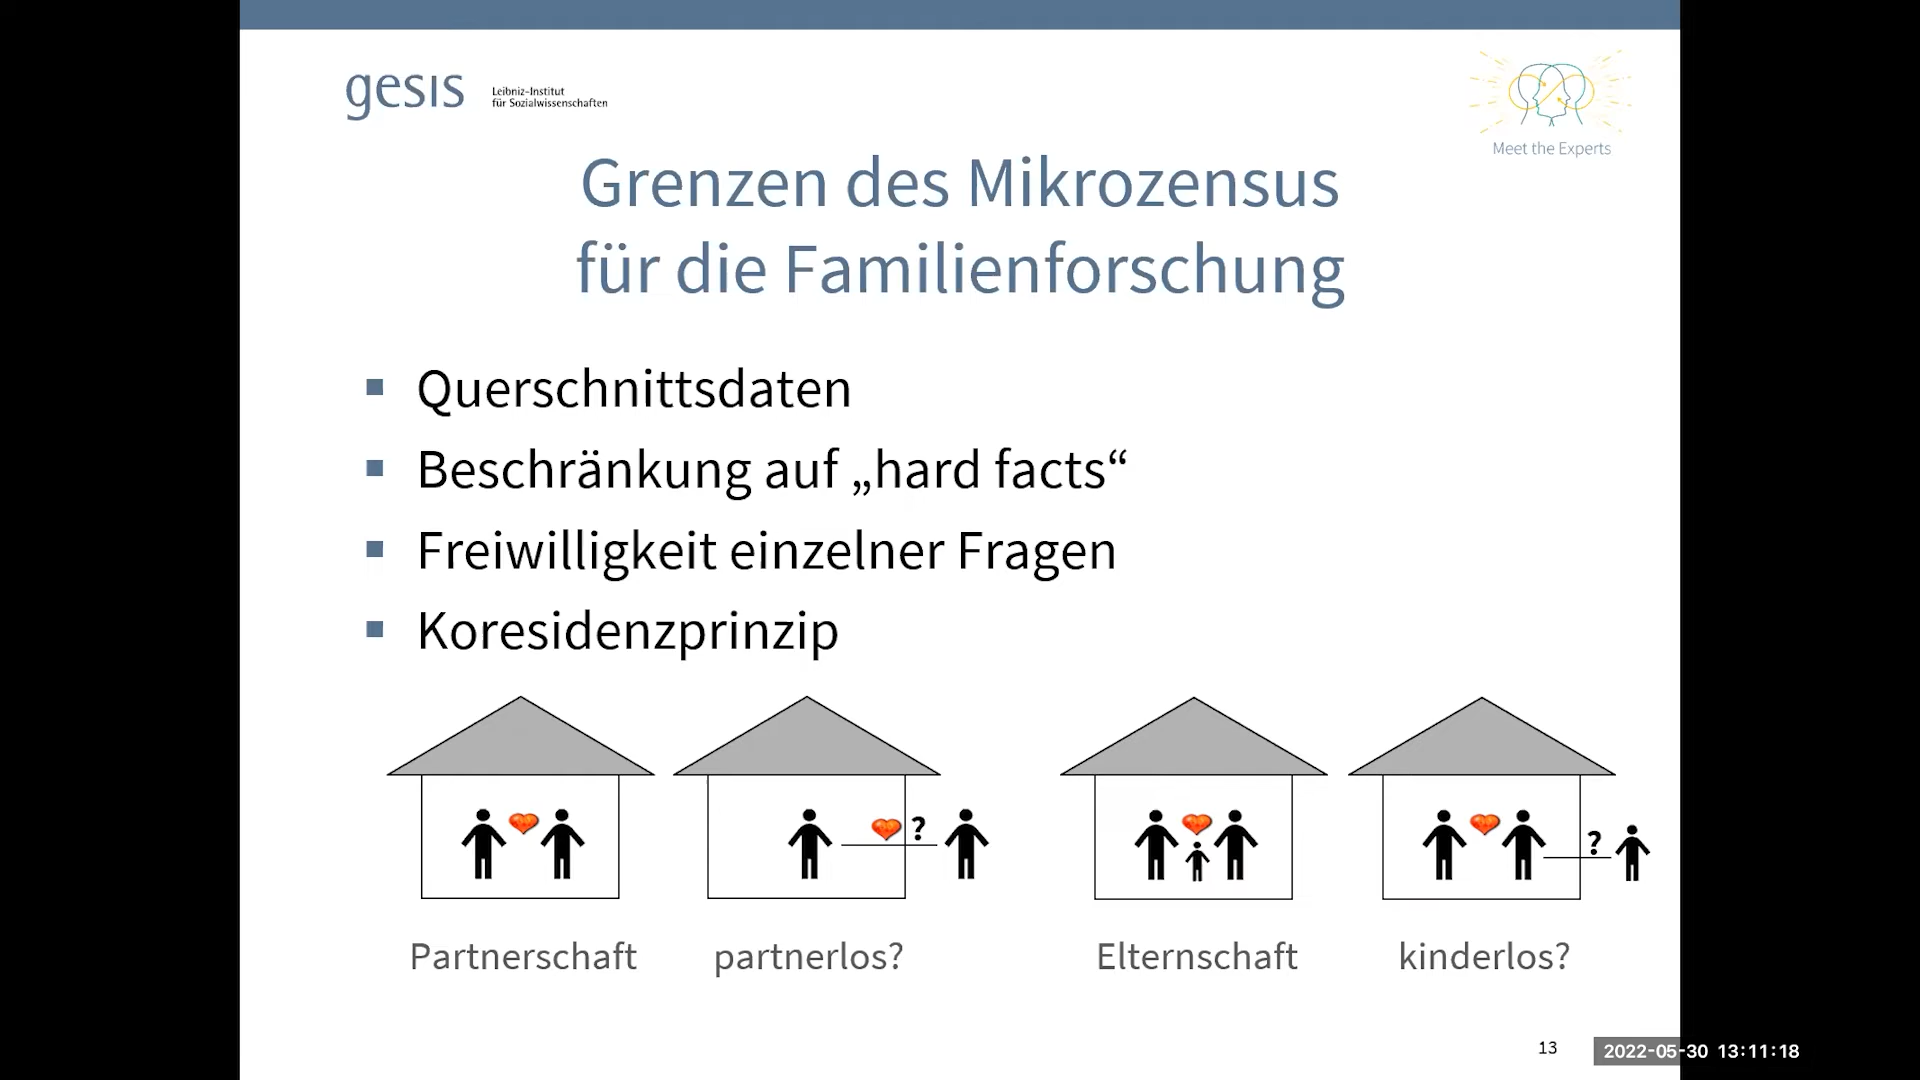 gesis
Leibniz-Institut
für Sozialwissenschaften
Meet the Experts
Grenzen des Mikrozensus
für die Familienforschung
Querschnittsdaten
Beschränkung auf „hard facts“
Freiwilligkeit einzelner Fragen
Koresidenzprinzip
?
?
Partnerschaft
partnerlos?
Elternschaft
kinderlos?
13
2022-05-30 13:11:18